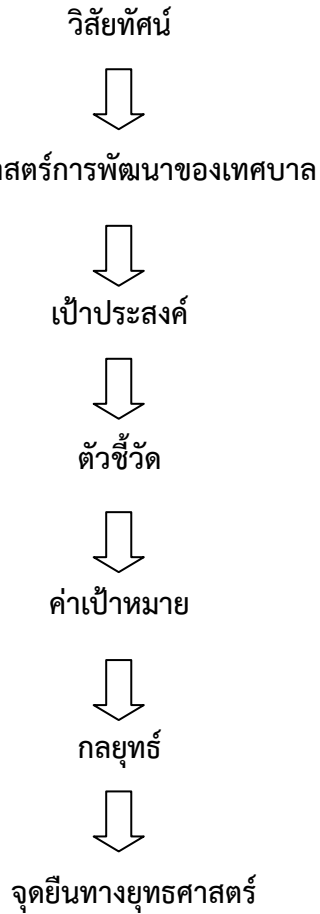 วิสัยทัศน์
าสตร์การพัฒนาของเทศบาล
เป้าประสงค์
ตัวชี้วัด
ค่าเป้าหมาย
กลยุทธ์
จุดยืนทางยุทธศาสตร์